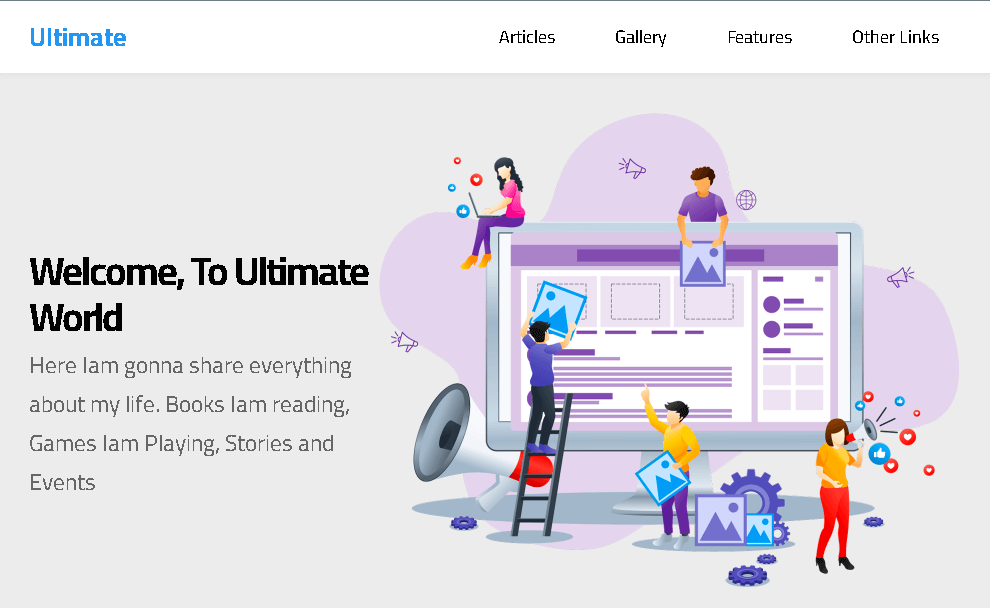 Ultimate
Articles Gallery Features Other Links
Welcome, To Ultimate
World
Here Iam gonna share everything
about my life. Books Iam reading,
Games Iam Playing, Stories and
Events